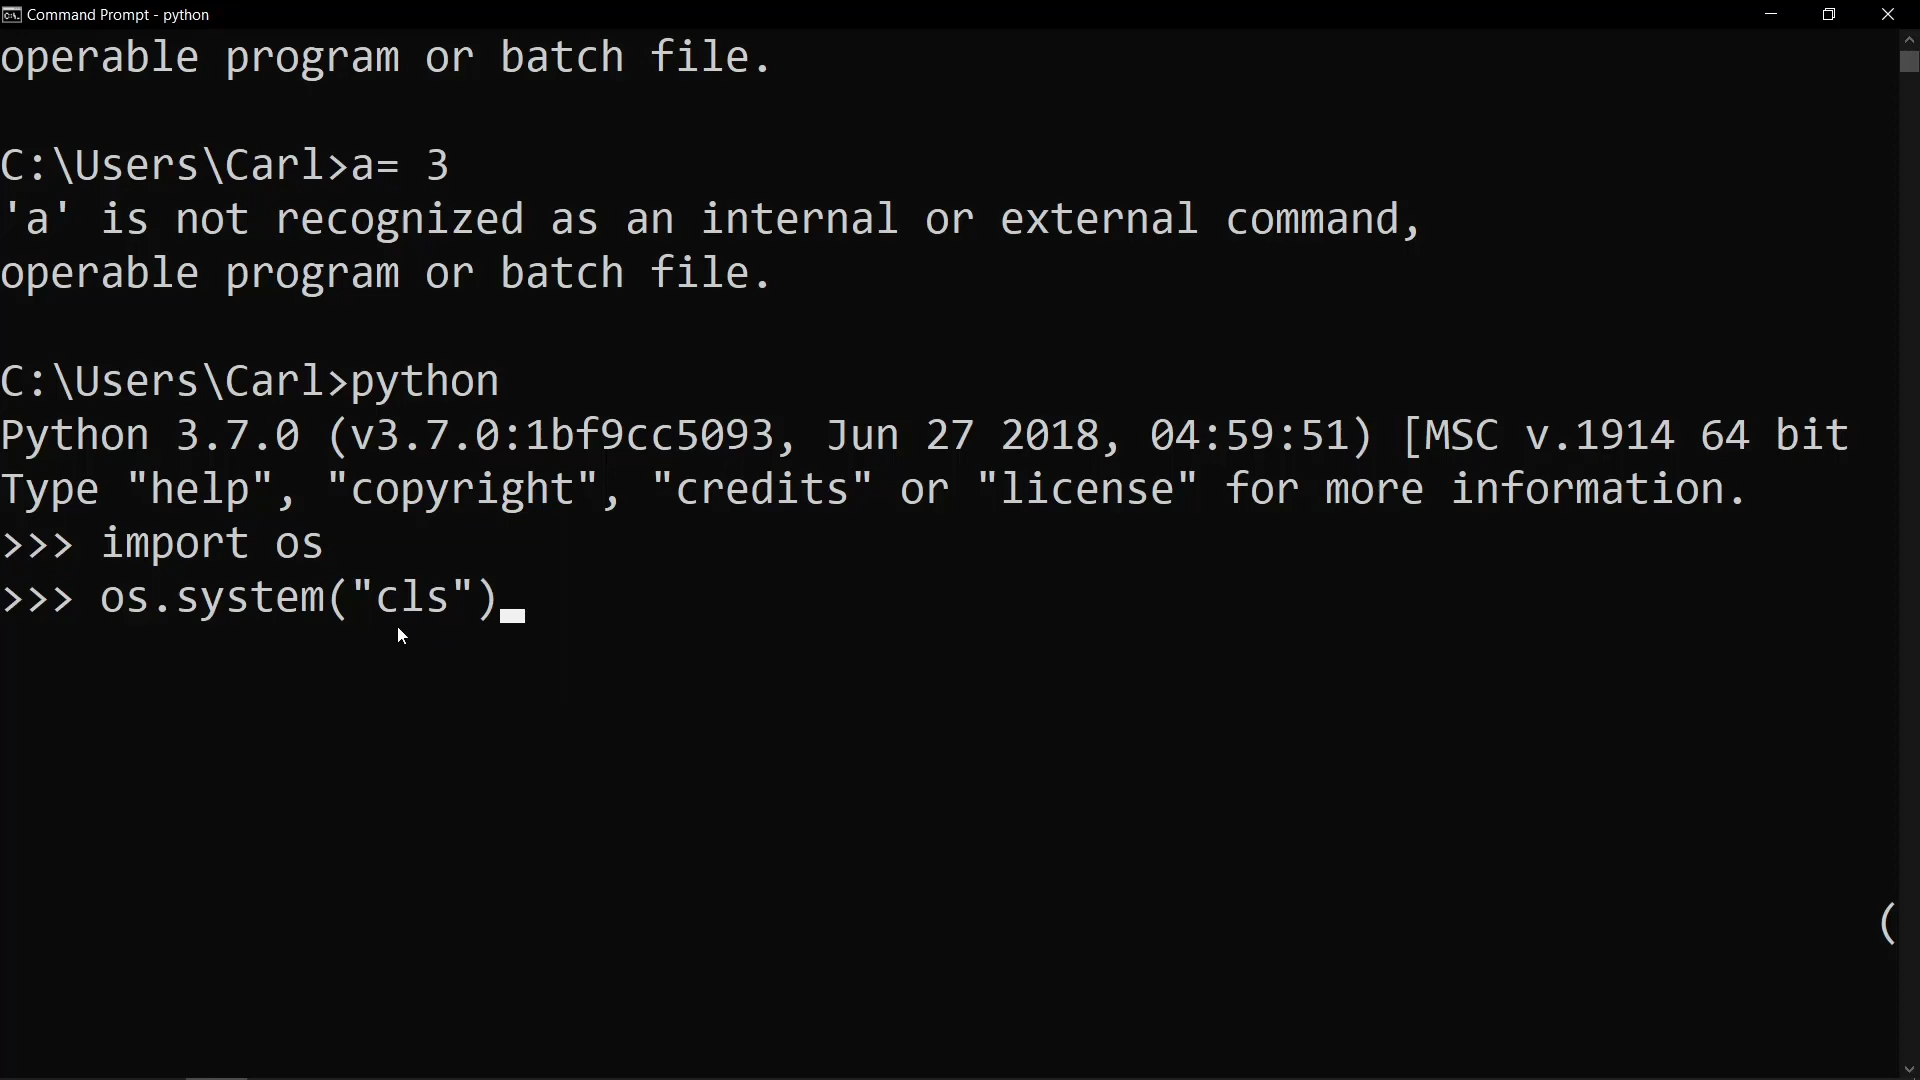 Command Prompt - python
operable program or batch file.
C:\Users\Carl>a= 3
'a' is not recognized as an internal or external command,
operable program or batch file.
C:\Users\Carl>python
Python 3.7.0 (v3.7.0:1bf9cc5093, Jun 27 2018, 04:59:51) [MSC v.1914 64 bit
Type "help", "copyright", "credits" or "license" for more information.
>>> import os
>>> os.system("cls")
(